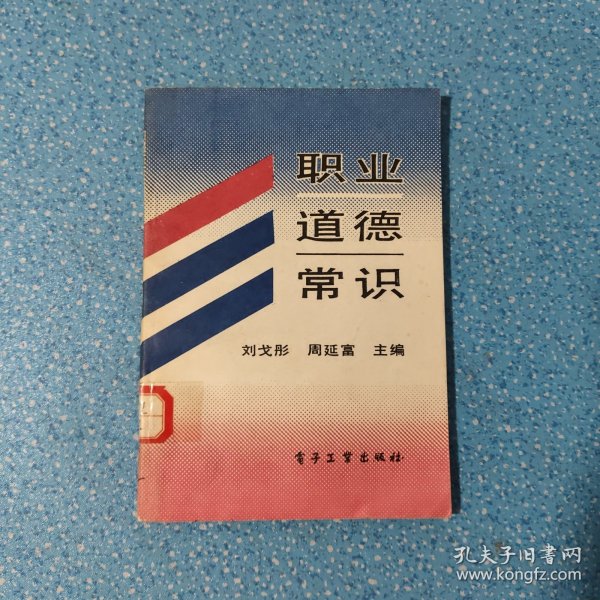 职业
道德
常识
刘戈彤 周延富 主编
電子工業出版社
孔夫子旧書网
www.kongfz.com